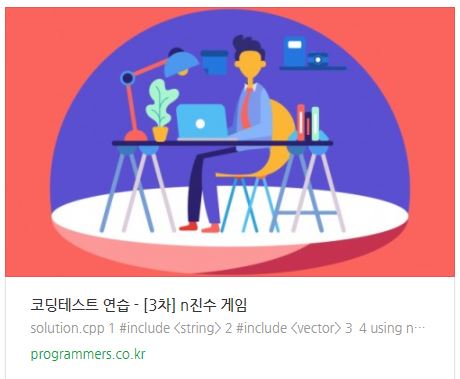 코딩테스트 연습 - [3차] n진수 게임
solution.cpp 1 #include <string> 2 #include <vector> 3 4 using n…
programmers.co.kr